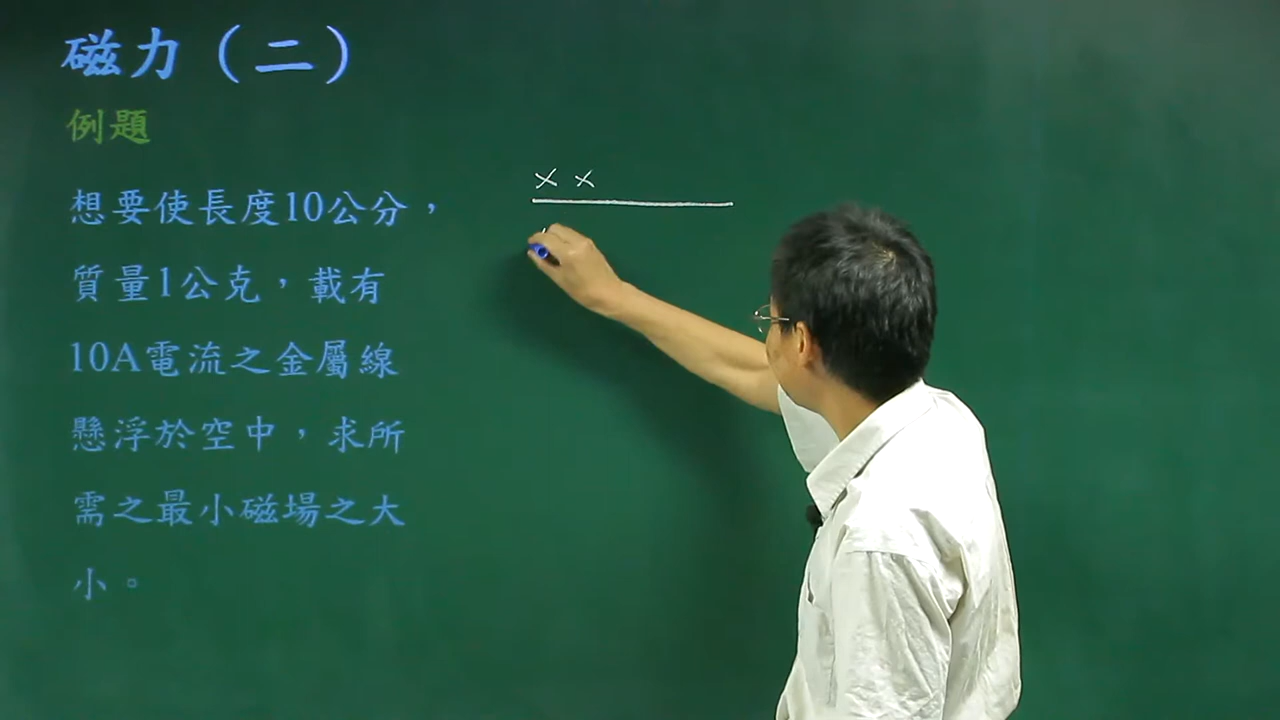 磁力（二）
例題
× ×
想要使長度10公分，
質量1公克，載有
10A電流之金屬線
懸浮於空中，求所
需之最小磁場之大
小。